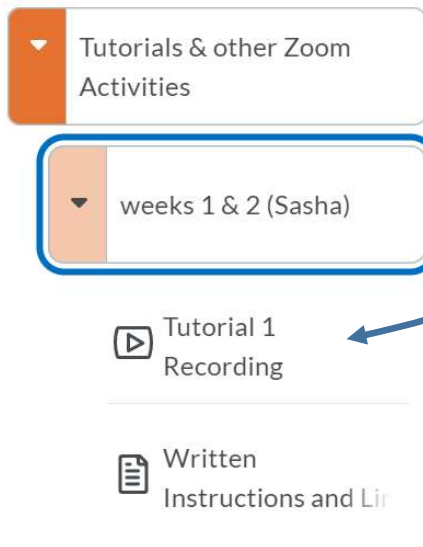 Tutorials & other Zoom
Activities
weeks 1 & 2 (Sasha)
Tutorial 1
Recording
Written
Instructions and